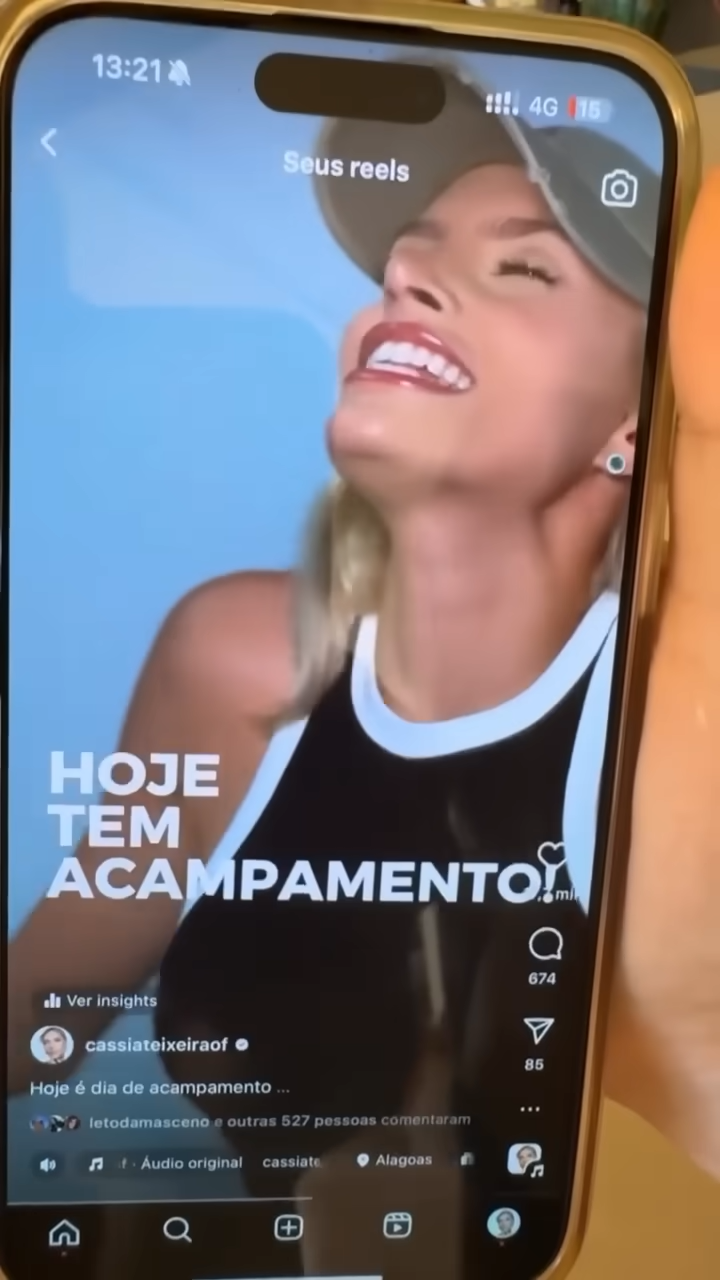 13:21
4G 15
Seus reels
HOJE
TEM
ACAMPAMENTO!
674
Ver insights
cassiateixeiraof
85
Hoje é dia de acampamento ...
letodamasceno e outras 527 pessoas comentaram
Áudio original cassiate
Alagoas